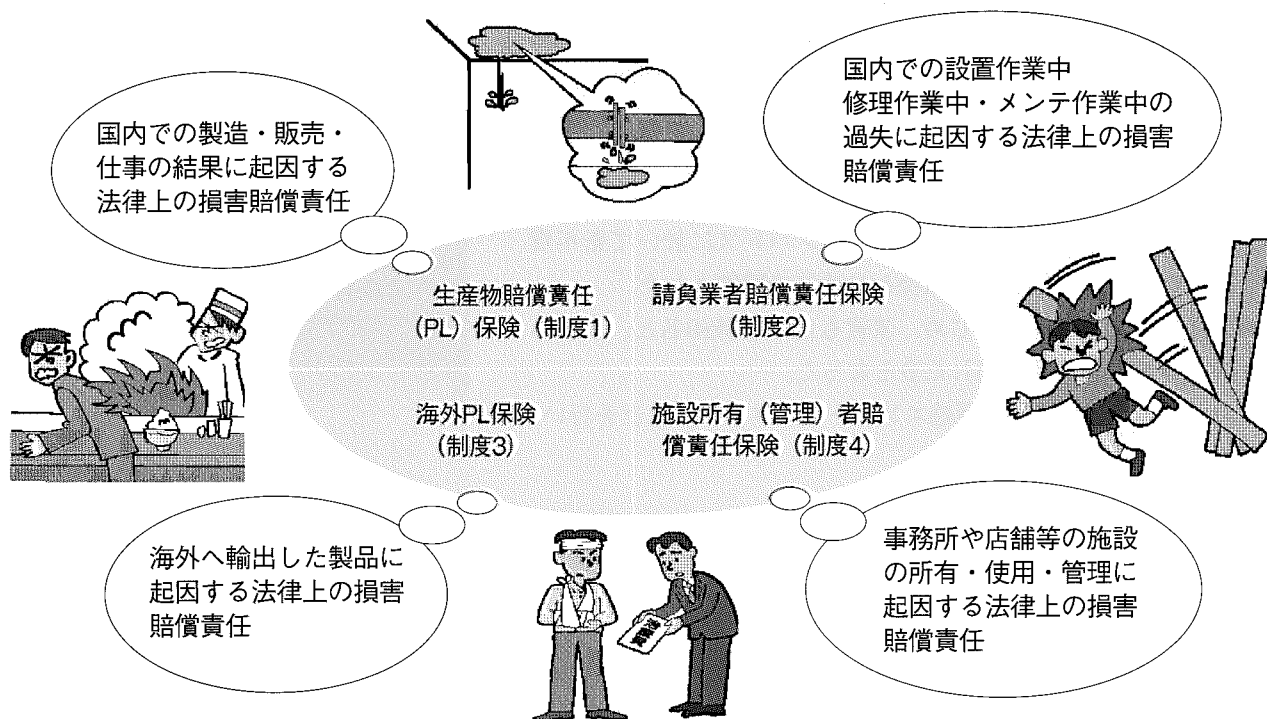 国内での製造・販売・
仕事の結果に起因する
法律上の損害賠償責任
国内での設置作業中
修理作業中・メンテ作業中の
過失に起因する法律上の損害
賠償責任
生産物賠償責任
（PL）保険（制度1）
請負業者賠償責任保険
（制度2）
海外PL保険
（制度3）
施設所有（管理）者賠
償責任保険（制度4）
海外へ輸出した製品に
起因する法律上の損害
賠償責任
事務所や店舗等の施設
の所有・使用・管理に
起因する法律上の損害
賠償責任